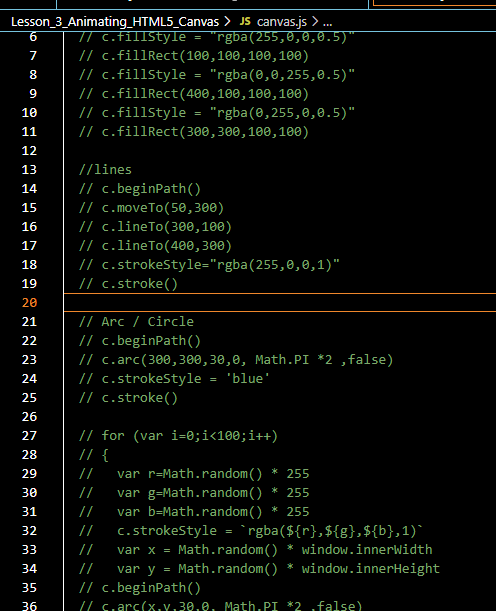 Lesson_3_Animating_HTML5_Canvas > JS canvas.js > ...
6 // c.fillStyle = "rgba(255,0,0,0.5)"
7 // c.fillRect(100,100,100,100)
8 // c.fillStyle = "rgba(0,0,255,0.5)"
9 // c.fillRect(400,100,100,100)
10 // c.fillStyle = "rgba(0,255,0,0.5)"
11 // c.fillRect(300,300,100,100)
12
13 //lines
14 // c.beginPath()
15 // c.moveTo(50,300)
16 // c.lineTo(300,100)
17 // c.lineTo(400,300)
18 // c.strokeStyle="rgba(255,0,0,1)"
19 // c.stroke()
20
21 // Arc / Circle
22 // c.beginPath()
23 // c.arc(300,300,30,0, Math.PI *2 ,false)
24 // c.strokeStyle = 'blue'
25 // c.stroke()
26
27 // for (var i=0;i<100;i++)
28 // {
29 //   var r=Math.random() * 255
30 //   var g=Math.random() * 255
31 //   var b=Math.random() * 255
32 //   c.strokeStyle = `rgba(${r},${g},${b},1)`
33 //   var x = Math.random() * window.innerWidth
34 //   var y = Math.random() * window.innerHeight
35 // c.beginPath()
36 // c.arc(x,y,30,0, Math.PI *2 ,false)